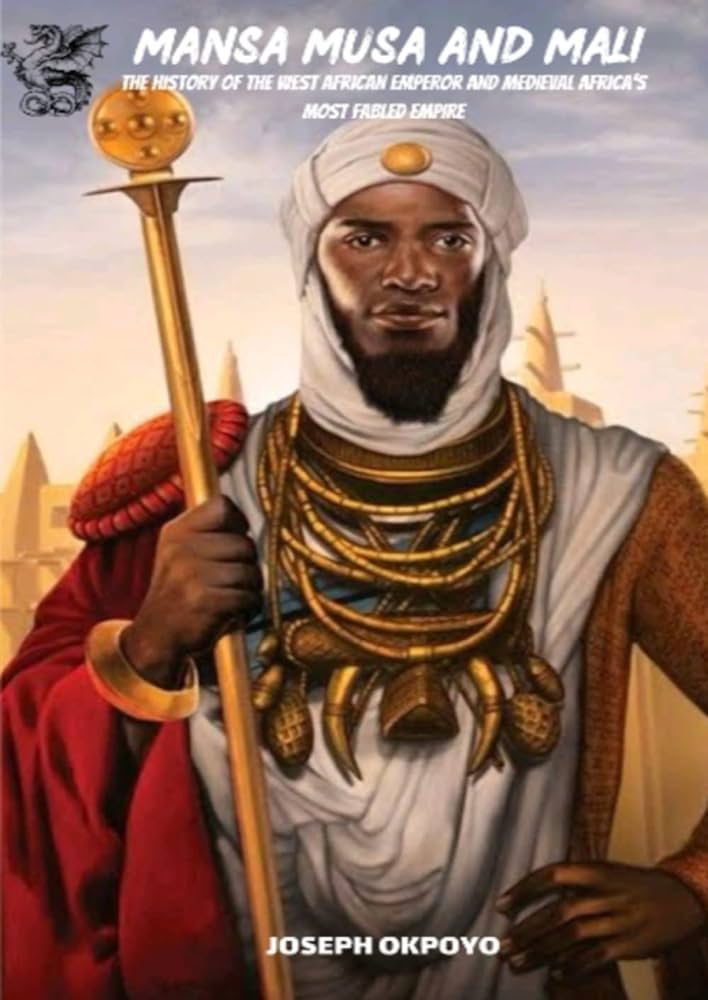 MANSA MUSA AND MALI
THE HISTORY OF THE WEST AFRICAN EMPEROR AND MEDIEVAL AFRICA'S
MOST FABLED EMPIRE
JOSEPH OKPOYO